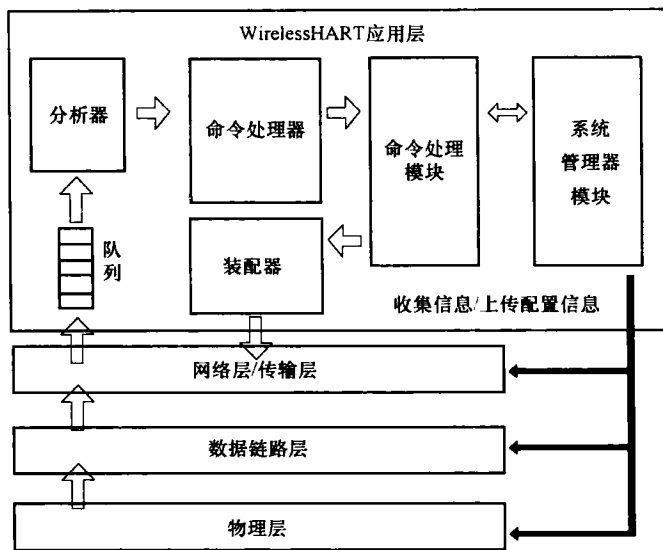 WirelessHART应用层
分析器
命令处理器
命令处理
模块
系统
管理器
模块
队
列
装配器
收集信息/上传配置信息
网络层/传输层
数据链路层
物理层